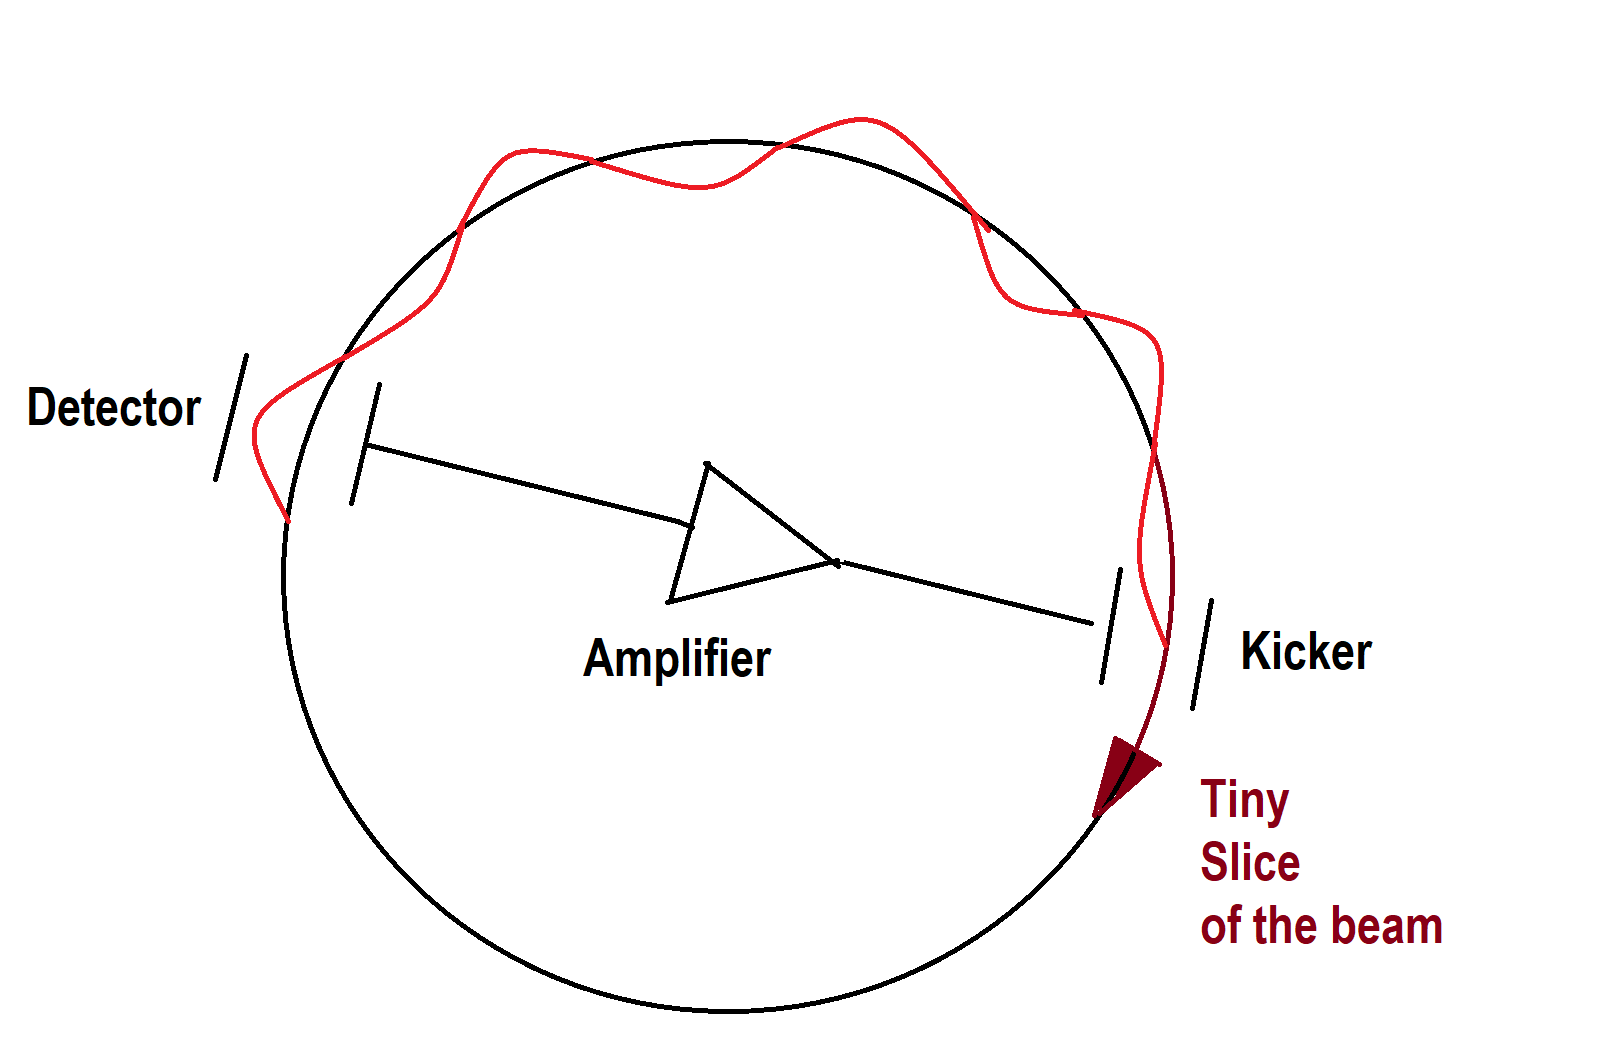 Detector
Amplifier
Kicker
Tiny
Slice
of the beam